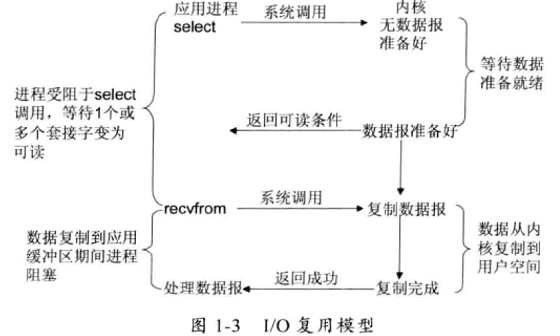 应用进程
select
系统调用
内核
无数据报
准备好
等待数据
准备就绪
进程受阻于select
调用，等待1个或
多个套接字变为
可读
返回可读条件
数据报准备好
recvfrom
系统调用
复制数据报
数据复制到应用
缓冲区期间进程
阻塞
数据从内
核复制到
用户空间
处理数据报
返回成功
复制完成
图 1-3 I/O 复用模型